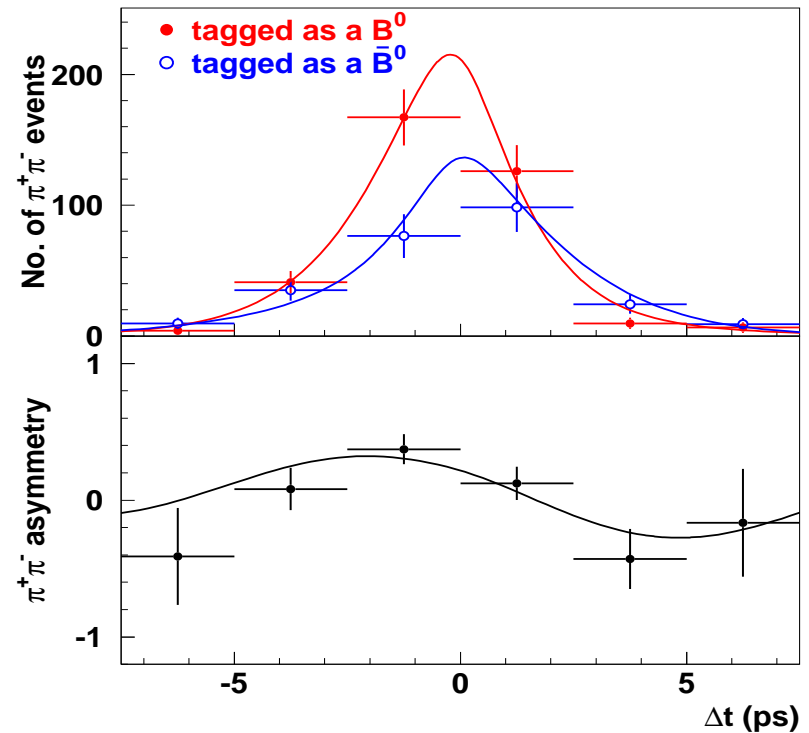 tagged as a B⁰
tagged as a B̄⁰
No. of π⁺π⁻ events
200
100
0
π⁺π⁻ asymmetry
1
0
-1
-5
0
5
Δt (ps)